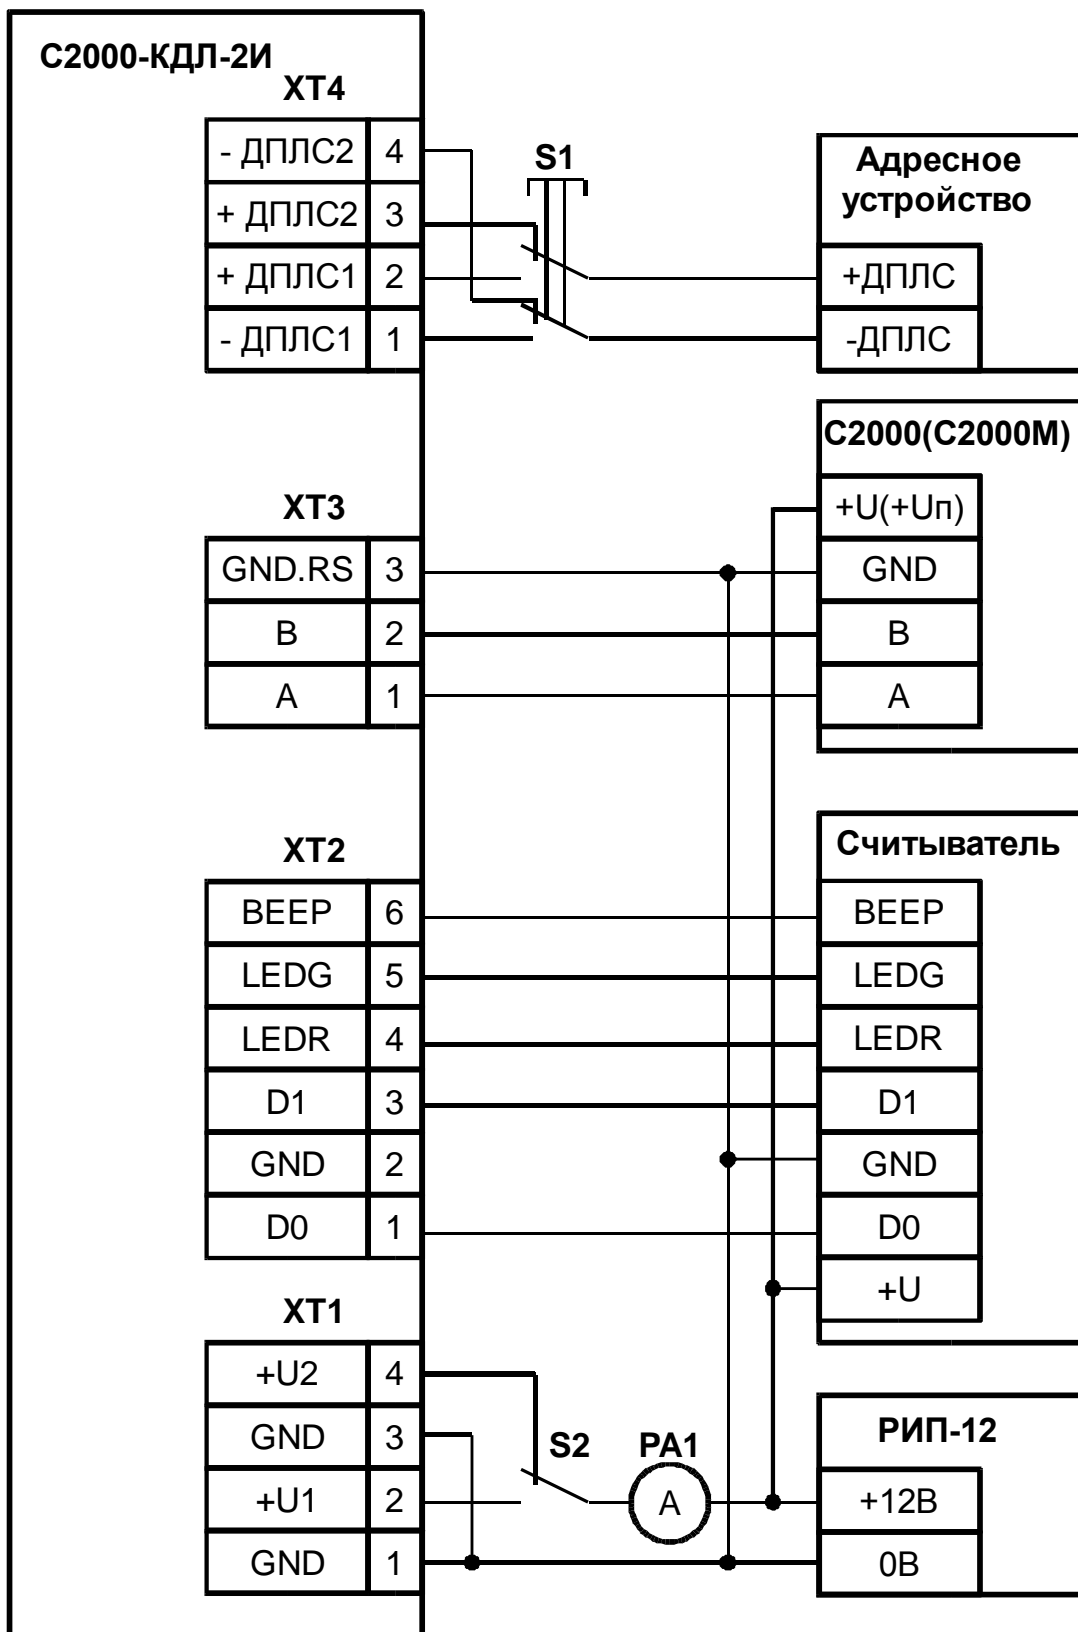 С2000-КДЛ-2И
XT4
- ДПЛС2 4
+ ДПЛС2 3
+ ДПЛС1 2
- ДПЛС1 1
S1
Адресное
устройство
+ДПЛС
-ДПЛС
С2000(С2000М)
+U(+Uп)
GND
B
A
XT3
GND.RS 3
B 2
A 1
XT2
BEEP 6
LEDG 5
LEDR 4
D1 3
GND 2
D0 1
Считыватель
BEEP
LEDG
LEDR
D1
GND
D0
+U
XT1
+U2 4
GND 3
+U1 2
GND 1
S2
PA1
A
РИП-12
+12В
0В